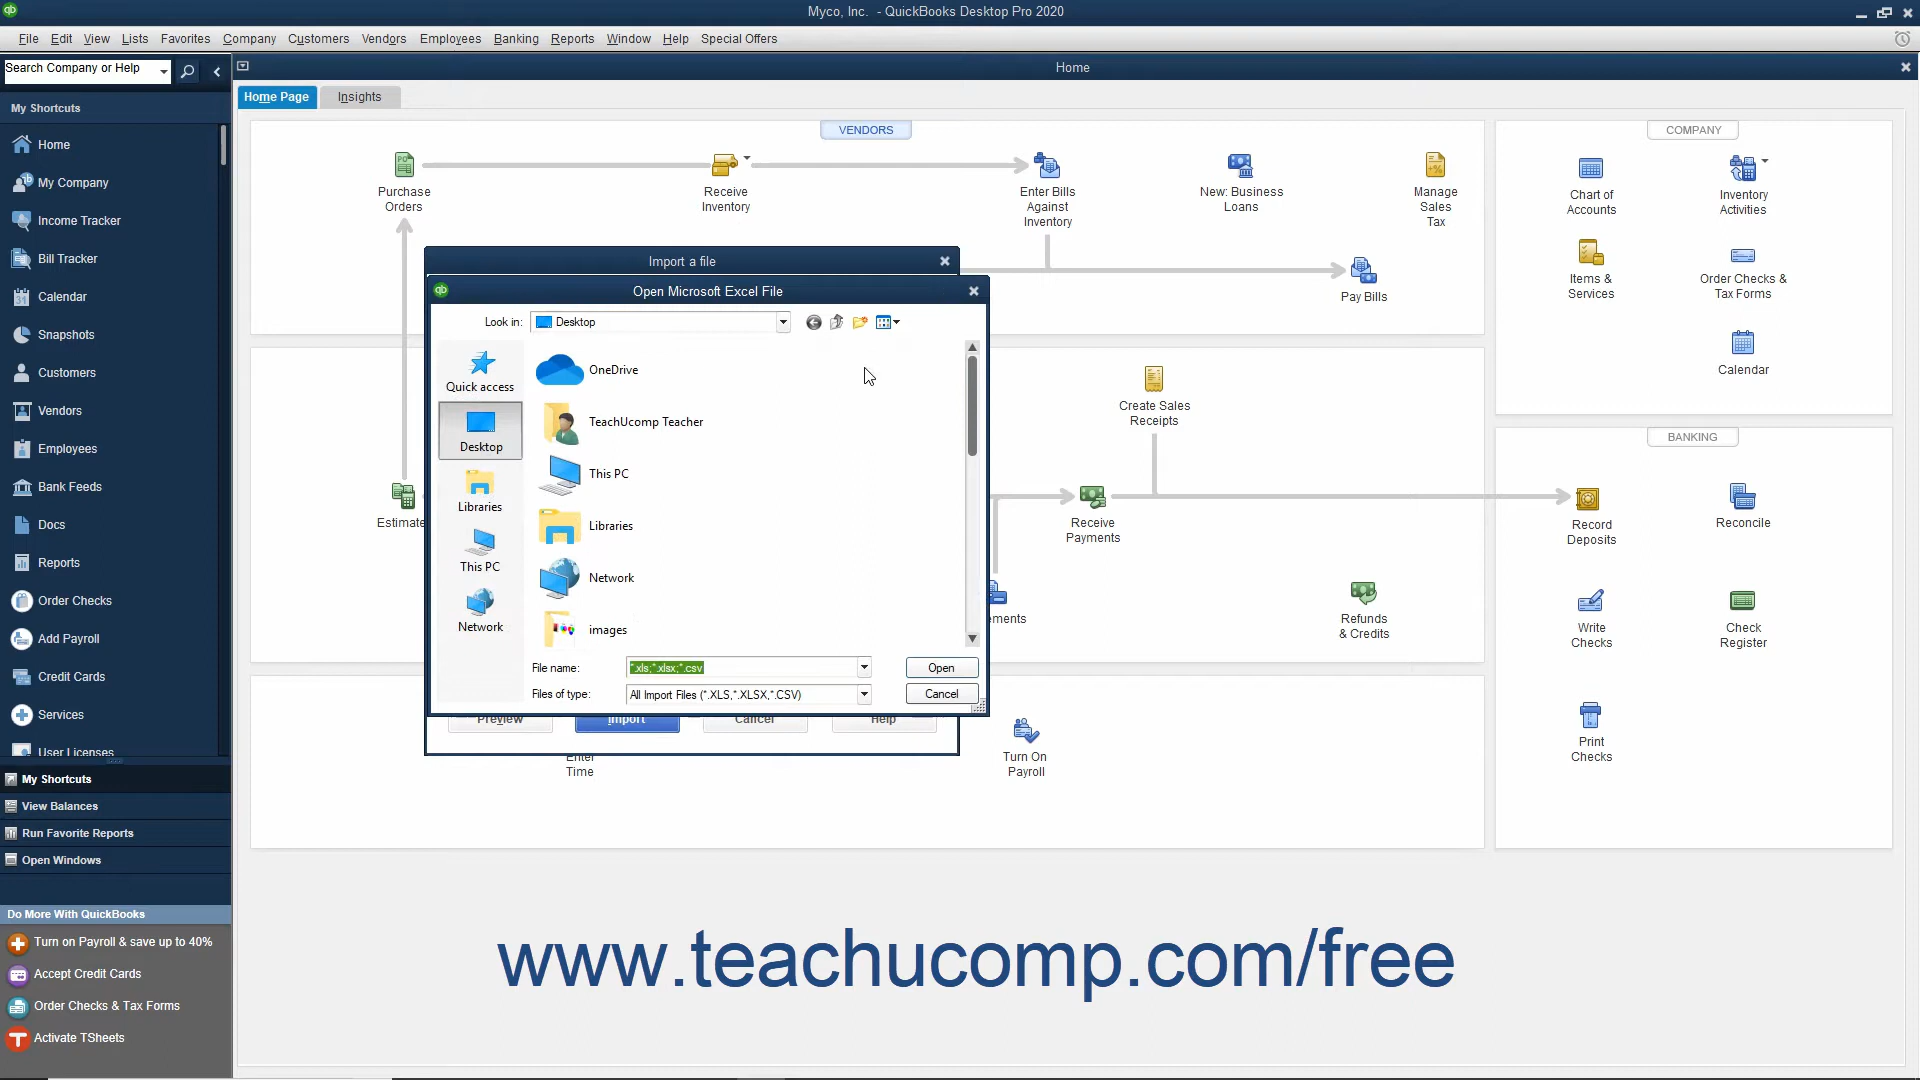 Myco, Inc. - QuickBooks Desktop Pro 2020
File Edit View Lists Favorites Company Customers Vendors Employees Banking Reports Window Help Special Offers
Search Company or Help
Home
My Shortcuts
Home
My Company
Income Tracker
Bill Tracker
Calendar
Snapshots
Customers
Vendors
Employees
Bank Feeds
Docs
Reports
Order Checks
Add Payroll
Credit Cards
Services
User Licenses
My Shortcuts
View Balances
Run Favorite Reports
Open Windows
Do More With QuickBooks
Turn on Payroll & save up to 40%
Accept Credit Cards
Order Checks & Tax Forms
Activate TSheets
Home Page Insights
VENDORS
Purchase
Orders
Receive
Inventory
Enter Bills
Against
Inventory
New: Business
Loans
Manage
Sales
Tax
Pay Bills
COMPANY
Chart of
Accounts
Inventory
Activities
Items &
Services
Order Checks &
Tax Forms
Calendar
Import a file
Open Microsoft Excel File
Look in: Desktop
Quick access
Desktop
Libraries
This PC
Network
OneDrive
TeachUcomp Teacher
This PC
Libraries
Network
images
File name: *.xls;*.xlsx;*.csv Open
Files of type: All Import Files (*.XLS,*.XLSX,*.CSV) Cancel
Preview Import Cancel Help
Estimate
Create Sales
Receipts
Receive
Payments
ements
Refunds
& Credits
Enter
Time
Turn On
Payroll
BANKING
Record
Deposits
Reconcile
Write
Checks
Check
Register
Print
Checks
www.teachucomp.com/free